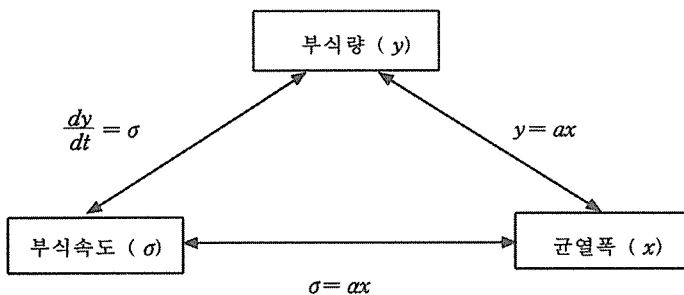 부식량 ( y )
dy/dt = σ
y = ax
부식속도 ( σ )
균열폭 ( x )
σ = αx